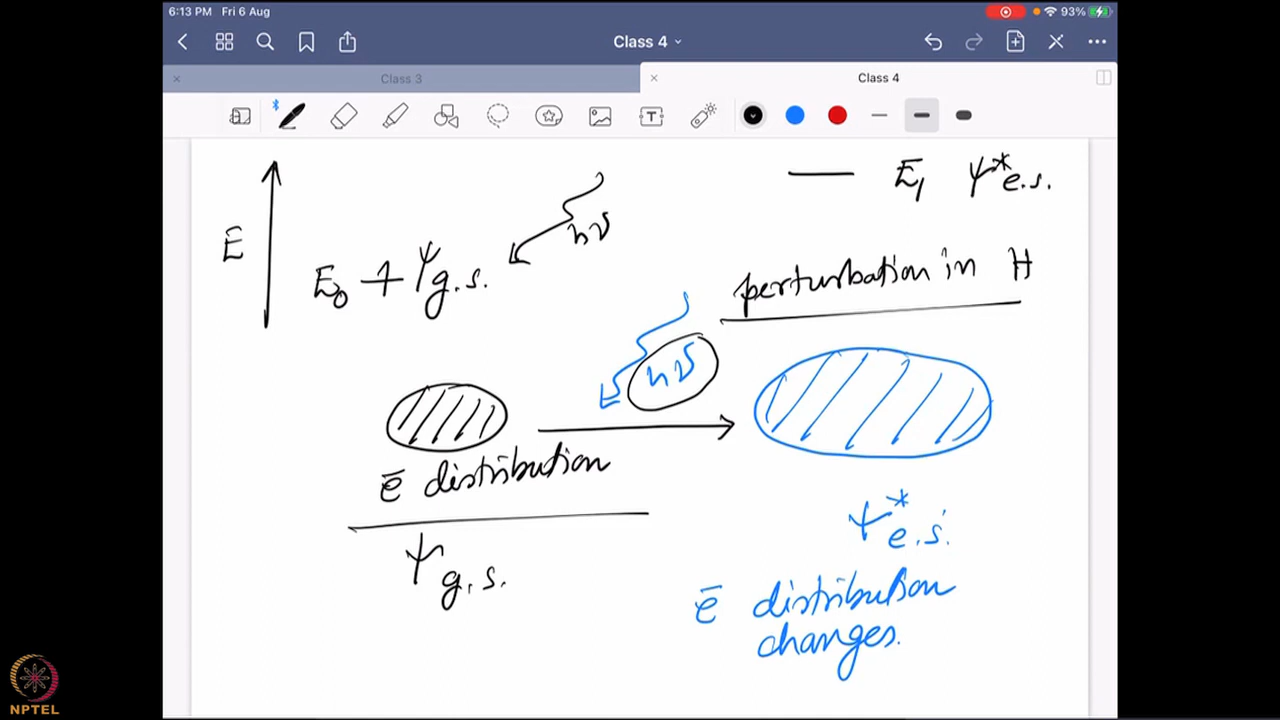 6:13 PM Fri 6 Aug
93%
Class 4
Class 3
Class 4
T
E
E₀ ψg.s.
hν
E₁ ψ*e.s.
perturbation in H
hν
ē distribution
ψg.s.
ψ*e.s.
ē distribution
changes.
NPTEL